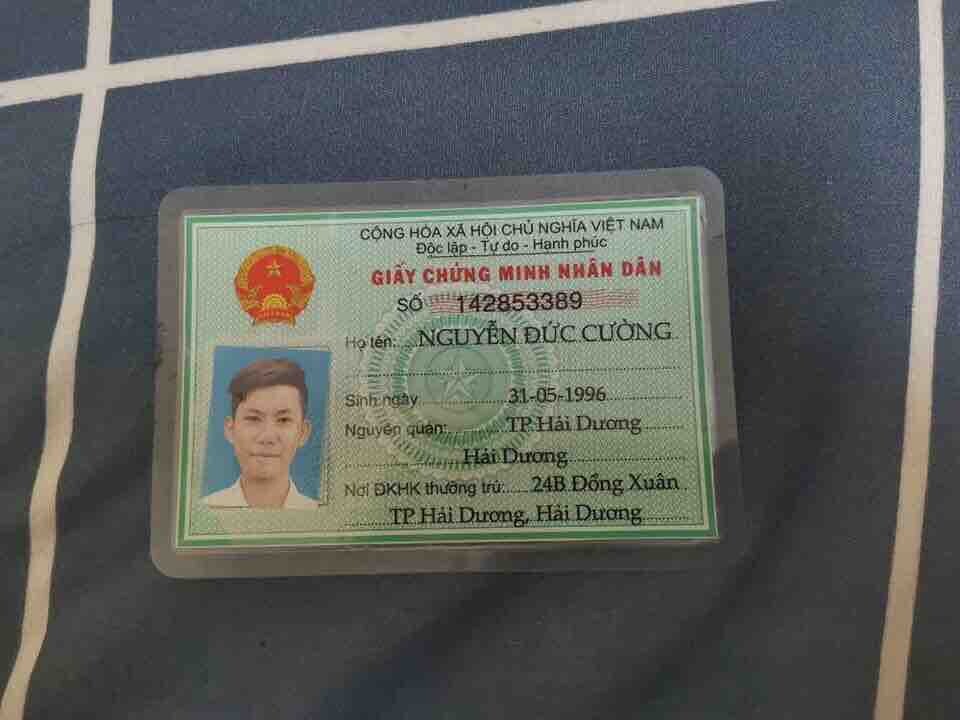 CỘNG HÒA XÃ HỘI CHỦ NGHĨA VIỆT NAM
Độc lập - Tự do - Hạnh phúc
GIẤY CHỨNG MINH NHÂN DÂN
SỐ 142853389
Họ tên: NGUYỄN ĐỨC CƯỜNG
Sinh ngày 31-05-1996
Nguyên quán: TP Hải Dương
Hải Dương
Nơi ĐKHK thường trú: 24B Đồng Xuân
TP Hải Dương, Hải Dương